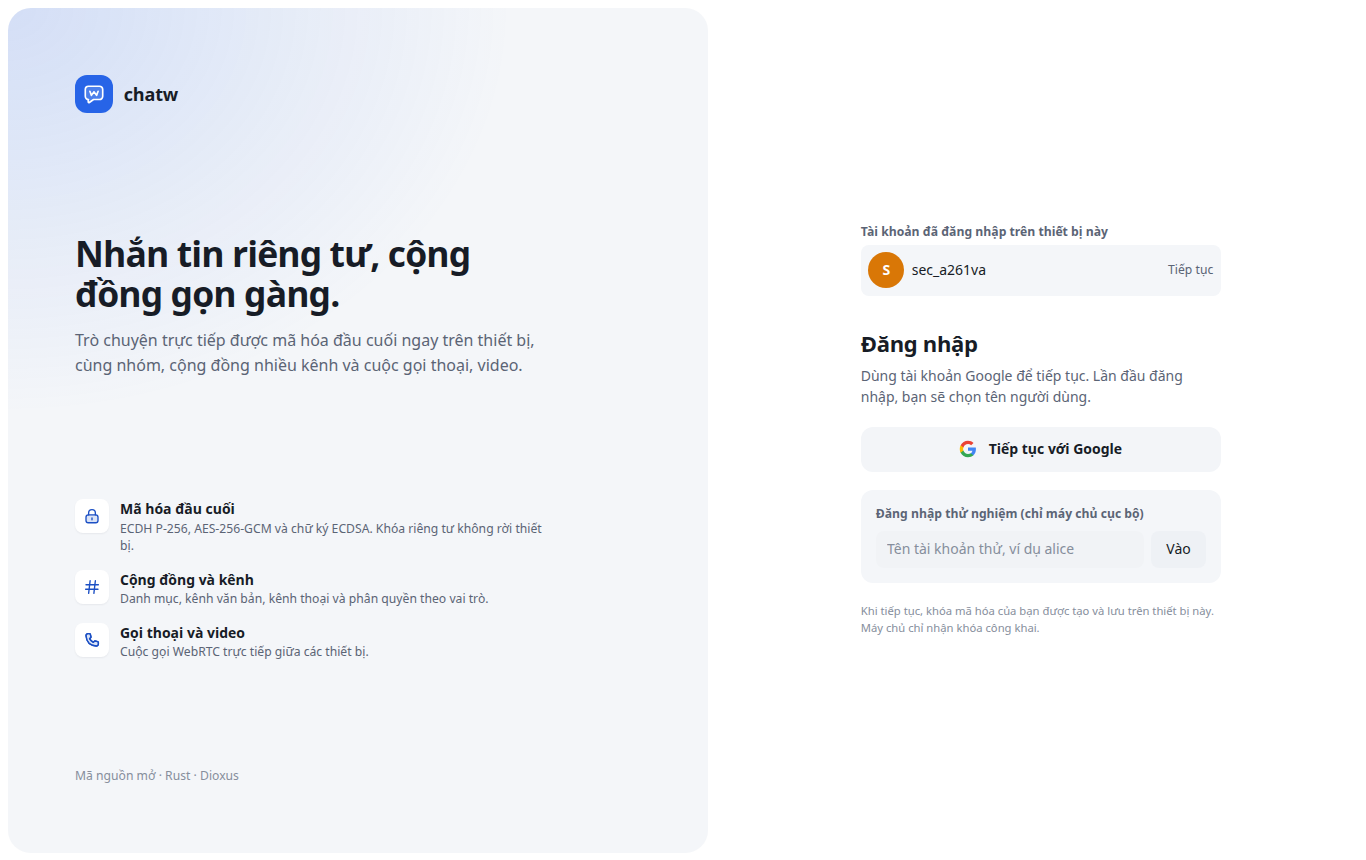 chatw
Nhắn tin riêng tư, cộng
đồng gọn gàng.
Trò chuyện trực tiếp được mã hóa đầu cuối ngay trên thiết bị,
cùng nhóm, cộng đồng nhiều kênh và cuộc gọi thoại, video.
Mã hóa đầu cuối
ECDH P-256, AES-256-GCM và chữ ký ECDSA. Khóa riêng tư không rời thiết
bị.
Cộng đồng và kênh
Danh mục, kênh văn bản, kênh thoại và phân quyền theo vai trò.
Gọi thoại và video
Cuộc gọi WebRTC trực tiếp giữa các thiết bị.
Mã nguồn mở · Rust · Dioxus
Tài khoản đã đăng nhập trên thiết bị này
S sec_a261va Tiếp tục
Đăng nhập
Dùng tài khoản Google để tiếp tục. Lần đầu đăng
nhập, bạn sẽ chọn tên người dùng.
Tiếp tục với Google
Đăng nhập thử nghiệm (chỉ máy chủ cục bộ)
Tên tài khoản thử, ví dụ alice Vào
Khi tiếp tục, khóa mã hóa của bạn được tạo và lưu trên thiết bị này.
Máy chủ chỉ nhận khóa công khai.